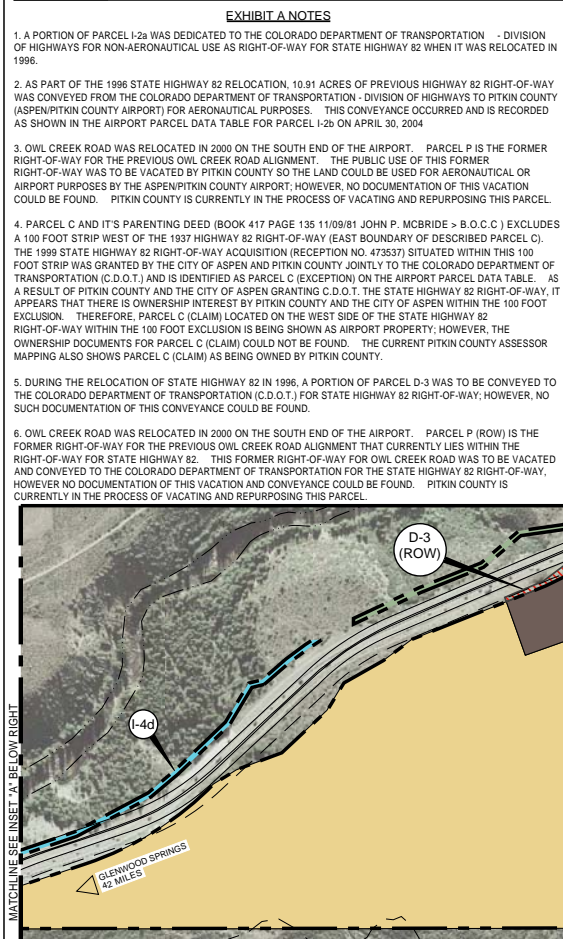 EXHIBIT A NOTES
1. A PORTION OF PARCEL I-2a WAS DEDICATED TO THE COLORADO DEPARTMENT OF TRANSPORTATION - DIVISION
OF HIGHWAYS FOR NON-AERONAUTICAL USE AS RIGHT-OF-WAY FOR STATE HIGHWAY 82 WHEN IT WAS RELOCATED IN
1996.
2. AS PART OF THE 1996 STATE HIGHWAY 82 RELOCATION, 10.91 ACRES OF PREVIOUS HIGHWAY 82 RIGHT-OF-WAY
WAS CONVEYED FROM THE COLORADO DEPARTMENT OF TRANSPORTATION - DIVISION OF HIGHWAYS TO PITKIN COUNTY
(ASPEN/PITKIN COUNTY AIRPORT) FOR AERONAUTICAL PURPOSES. THIS CONVEYANCE OCCURRED AND IS RECORDED
AS SHOWN IN THE AIRPORT PARCEL DATA TABLE FOR PARCEL I-2b ON APRIL 30, 2004
3. OWL CREEK ROAD WAS RELOCATED IN 2000 ON THE SOUTH END OF THE AIRPORT. PARCEL P IS THE FORMER
RIGHT-OF-WAY FOR THE PREVIOUS OWL CREEK ROAD ALIGNMENT. THE PUBLIC USE OF THIS FORMER
RIGHT-OF-WAY WAS TO BE VACATED BY PITKIN COUNTY SO THE LAND COULD BE USED FOR AERONAUTICAL OR
AIRPORT PURPOSES BY THE ASPEN/PITKIN COUNTY AIRPORT; HOWEVER, NO DOCUMENTATION OF THIS VACATION
COULD BE FOUND. PITKIN COUNTY IS CURRENTLY IN THE PROCESS OF VACATING AND REPURPOSING THIS PARCEL.
4. PARCEL C AND IT'S PARENTING DEED (BOOK 417 PAGE 135 11/09/81 JOHN P. MCBRIDE > B.O.C.C ) EXCLUDES
A 100 FOOT STRIP WEST OF THE 1937 HIGHWAY 82 RIGHT-OF-WAY (EAST BOUNDARY OF DESCRIBED PARCEL C).
THE 1999 STATE HIGHWAY 82 RIGHT-OF-WAY ACQUISITION (RECEPTION NO. 473537) SITUATED WITHIN THIS 100
FOOT STRIP WAS GRANTED BY THE CITY OF ASPEN AND PITKIN COUNTY JOINTLY TO THE COLORADO DEPARTMENT OF
TRANSPORTATION (C.D.O.T.) AND IS IDENTIFIED AS PARCEL C (EXCEPTION) ON THE AIRPORT PARCEL DATA TABLE. AS
A RESULT OF PITKIN COUNTY AND THE CITY OF ASPEN GRANTING C.D.O.T. THE STATE HIGHWAY 82 RIGHT-OF-WAY, IT
APPEARS THAT THERE IS OWNERSHIP INTEREST BY PITKIN COUNTY AND THE CITY OF ASPEN WITHIN THE 100 FOOT
EXCLUSION. THEREFORE, PARCEL C (CLAIM) LOCATED ON THE WEST SIDE OF THE STATE HIGHWAY 82
RIGHT-OF-WAY WITHIN THE 100 FOOT EXCLUSION IS BEING SHOWN AS AIRPORT PROPERTY; HOWEVER, THE
OWNERSHIP DOCUMENTS FOR PARCEL C (CLAIM) COULD NOT BE FOUND. THE CURRENT PITKIN COUNTY ASSESSOR
MAPPING ALSO SHOWS PARCEL C (CLAIM) AS BEING OWNED BY PITKIN COUNTY.
5. DURING THE RELOCATION OF STATE HIGHWAY 82 IN 1996, A PORTION OF PARCEL D-3 WAS TO BE CONVEYED TO
THE COLORADO DEPARTMENT OF TRANSPORTATION (C.D.O.T.) FOR STATE HIGHWAY 82 RIGHT-OF-WAY; HOWEVER, NO
SUCH DOCUMENTATION OF THIS CONVEYANCE COULD BE FOUND.
6. OWL CREEK ROAD WAS RELOCATED IN 2000 ON THE SOUTH END OF THE AIRPORT. PARCEL P (ROW) IS THE
FORMER RIGHT-OF-WAY FOR THE PREVIOUS OWL CREEK ROAD ALIGNMENT THAT CURRENTLY LIES WITHIN THE
RIGHT-OF-WAY FOR STATE HIGHWAY 82. THIS FORMER RIGHT-OF-WAY FOR OWL CREEK ROAD WAS TO BE VACATED
AND CONVEYED TO THE COLORADO DEPARTMENT OF TRANSPORTATION FOR THE STATE HIGHWAY 82 RIGHT-OF-WAY,
HOWEVER NO DOCUMENTATION OF THIS VACATION AND CONVEYANCE COULD BE FOUND. PITKIN COUNTY IS
CURRENTLY IN THE PROCESS OF VACATING AND REPURPOSING THIS PARCEL.
D-3
(ROW)
I-4d
MATCHLINE SEE INSET "A" BELOW RIGHT
GLENWOOD SPRINGS
42 MILES